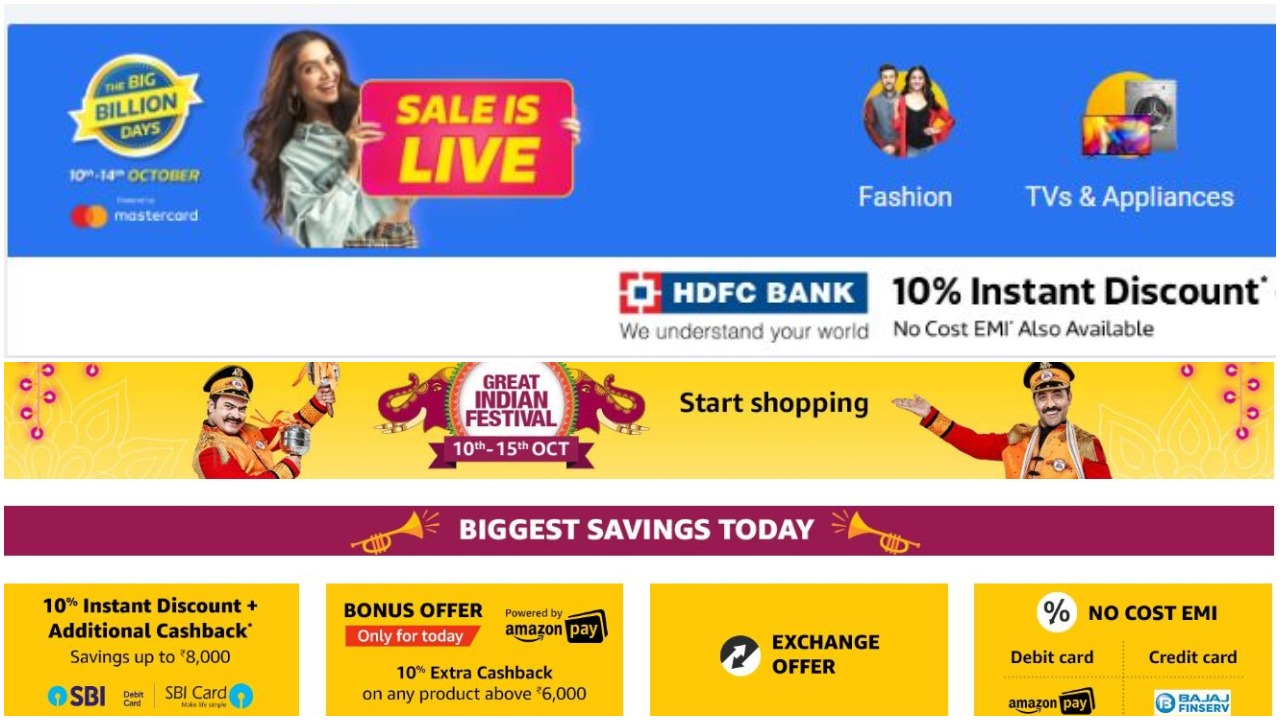 THE BIG
BILLION
DAYS
10th-14th OCTOBER
Powered by
mastercard
SALE IS
LIVE
Fashion
TVs & Appliances
HDFC BANK
We understand your world
10% Instant Discount*
No Cost EMI* Also Available
GREAT
INDIAN
FESTIVAL
10th-15th OCT
Start shopping
BIGGEST SAVINGS TODAY
10% Instant Discount +
Additional Cashback*
Savings up to ₹8,000
SBI Debit Card
SBI Card
Make life simple
BONUS OFFER
Only for today
Powered by
amazon pay
10% Extra Cashback
on any product above ₹6,000
EXCHANGE
OFFER
% NO COST EMI
Debit card
Credit card
amazon pay
B BAJAJ
FINSERV